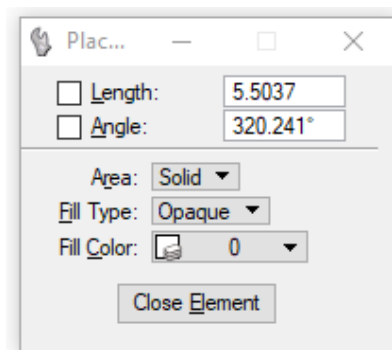 Plac...
Length: 5.5037
Angle: 320.241°
Area: Solid
Fill Type: Opaque
Fill Color: 0
Close Element